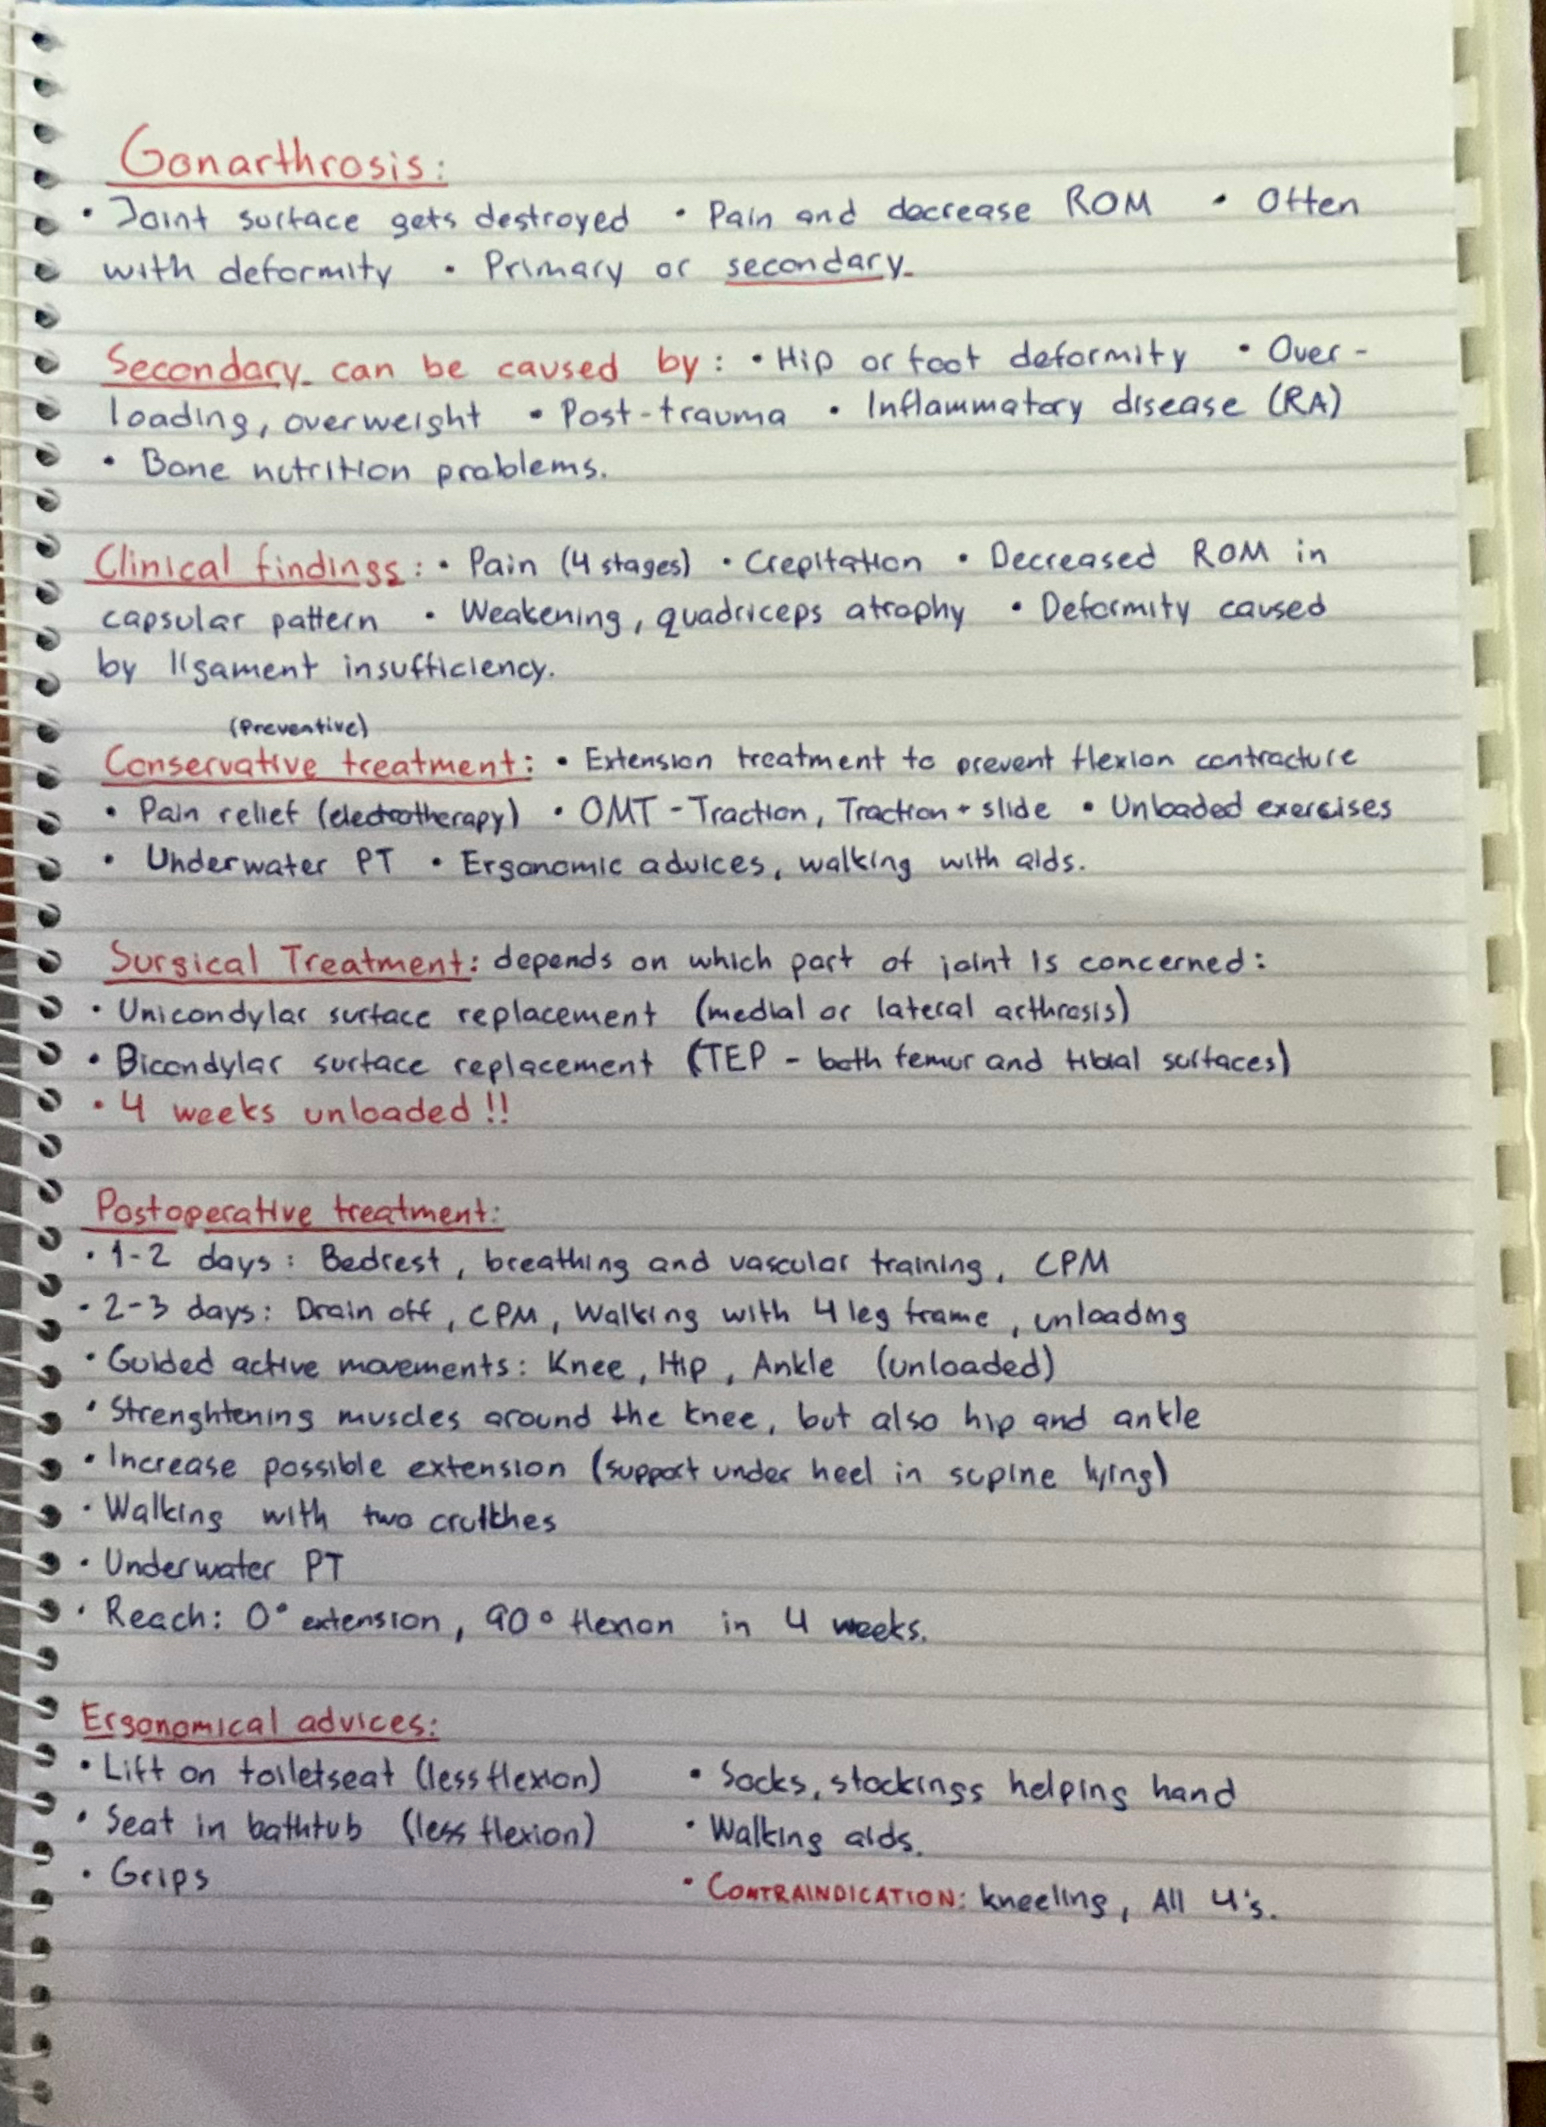 Gonarthrosis:
• Joint surface gets destroyed • Pain and decrease ROM • Often
with deformity • Primary or secondary.
Secondary can be caused by: • Hip or foot deformity • Over-
loading, overweight • Post-trauma • Inflammatory disease (RA)
• Bone nutrition problems.
Clinical findings: • Pain (4 stages) • Crepitation • Decreased ROM in
capsular pattern • Weakening, quadriceps atrophy • Deformity caused
by ligament insufficiency.
(Preventive)
Conservative treatment: • Extension treatment to prevent flexion contracture
• Pain relief (electrotherapy) • OMT - Traction, Traction + slide • Unloaded exercises
• Underwater PT • Ergonomic advices, walking with aids.
Surgical Treatment: depends on which part of joint is concerned:
• Unicondylar surface replacement (medial or lateral arthrosis)
• Bicondylar surface replacement (TEP - both femur and tibial surfaces)
• 4 weeks unloaded!!
Postoperative treatment:
• 1-2 days: Bedrest, breathing and vascular training, CPM
• 2-3 days: Drain off, CPM, Walking with 4 leg frame, unloading
• Guided active movements: Knee, Hip, Ankle (unloaded)
• Strenghtening muscles around the knee, but also hip and ankle
• Increase possible extension (support under heel in supine lying)
• Walking with two crutches
• Underwater PT
• Reach: 0° extension, 90° flexion in 4 weeks.
Ergonomical advices:
• Lift on toiletseat (less flexion) • Socks, stockings helping hand
• Seat in bathtub (less flexion) • Walking aids.
• Grips • CONTRAINDICATION: kneeling, All 4's.